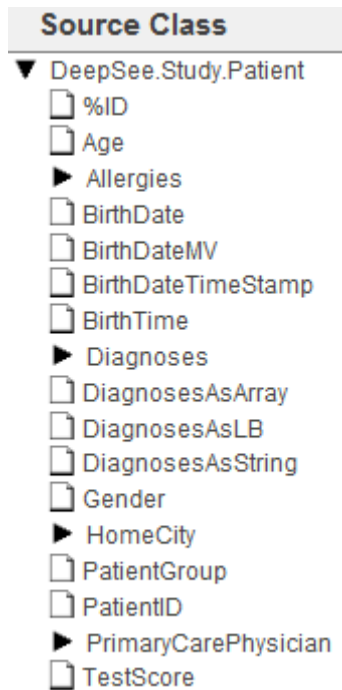 Source Class
DeepSee.Study.Patient
%ID
Age
Allergies
BirthDate
BirthDateMV
BirthDateTimeStamp
BirthTime
Diagnoses
DiagnosesAsArray
DiagnosesAsLB
DiagnosesAsString
Gender
HomeCity
PatientGroup
PatientID
PrimaryCarePhysician
TestScore